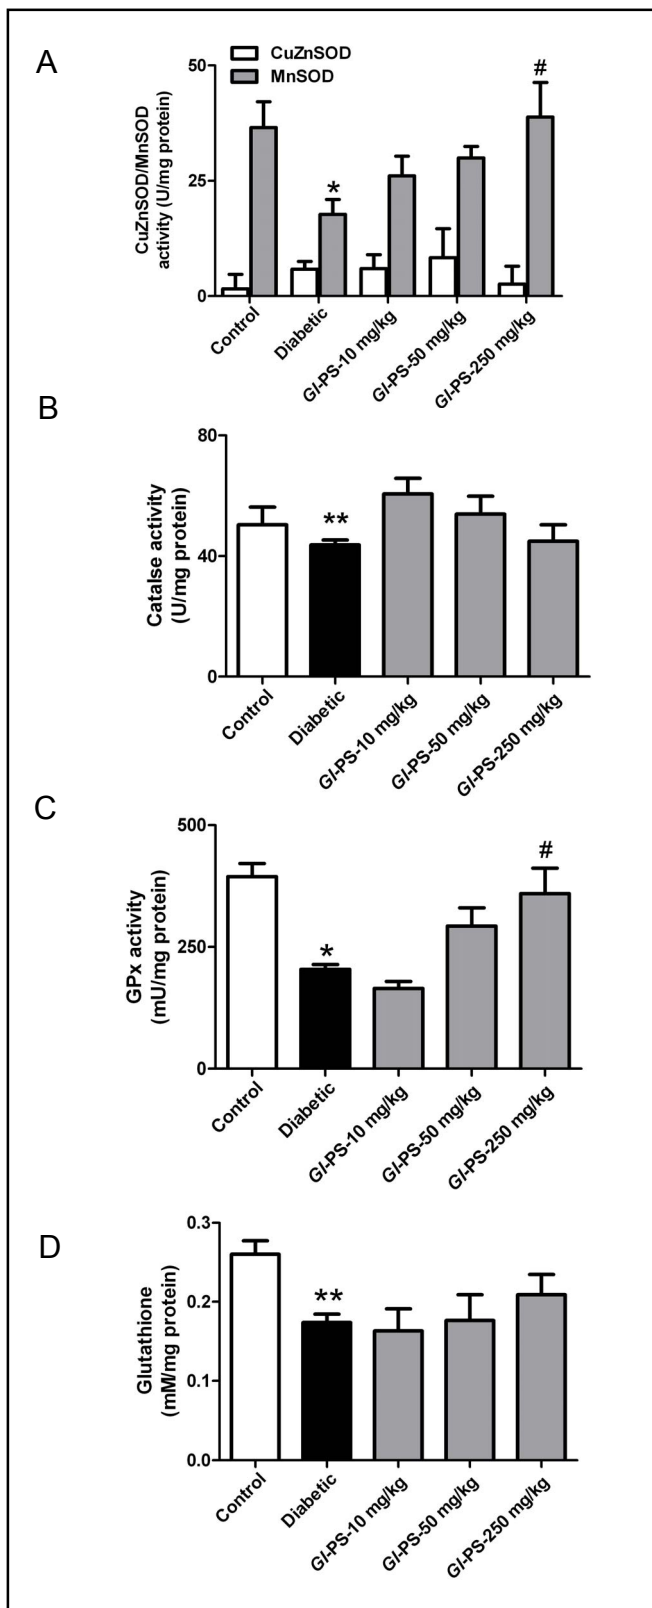 A
CuZnSOD
MnSOD
50
25
0
CuZnSOD/MnSOD
activity (U/mg protein)
*
#
Control
Diabetic
Gl-PS-10 mg/kg
Gl-PS-50 mg/kg
Gl-PS-250 mg/kg
B
80
40
0
Catalse activity
(U/mg protein)
**
Control
Diabetic
Gl-PS-10 mg/kg
Gl-PS-50 mg/kg
Gl-PS-250 mg/kg
C
500
250
0
GPx activity
(mU/mg protein)
*
#
Control
Diabetic
Gl-PS-10 mg/kg
Gl-PS-50 mg/kg
Gl-PS-250 mg/kg
D
0.3
0.2
0.1
0.0
Glutathione
(mM/mg protein)
**
Control
Diabetic
Gl-PS-10 mg/kg
Gl-PS-50 mg/kg
Gl-PS-250 mg/kg